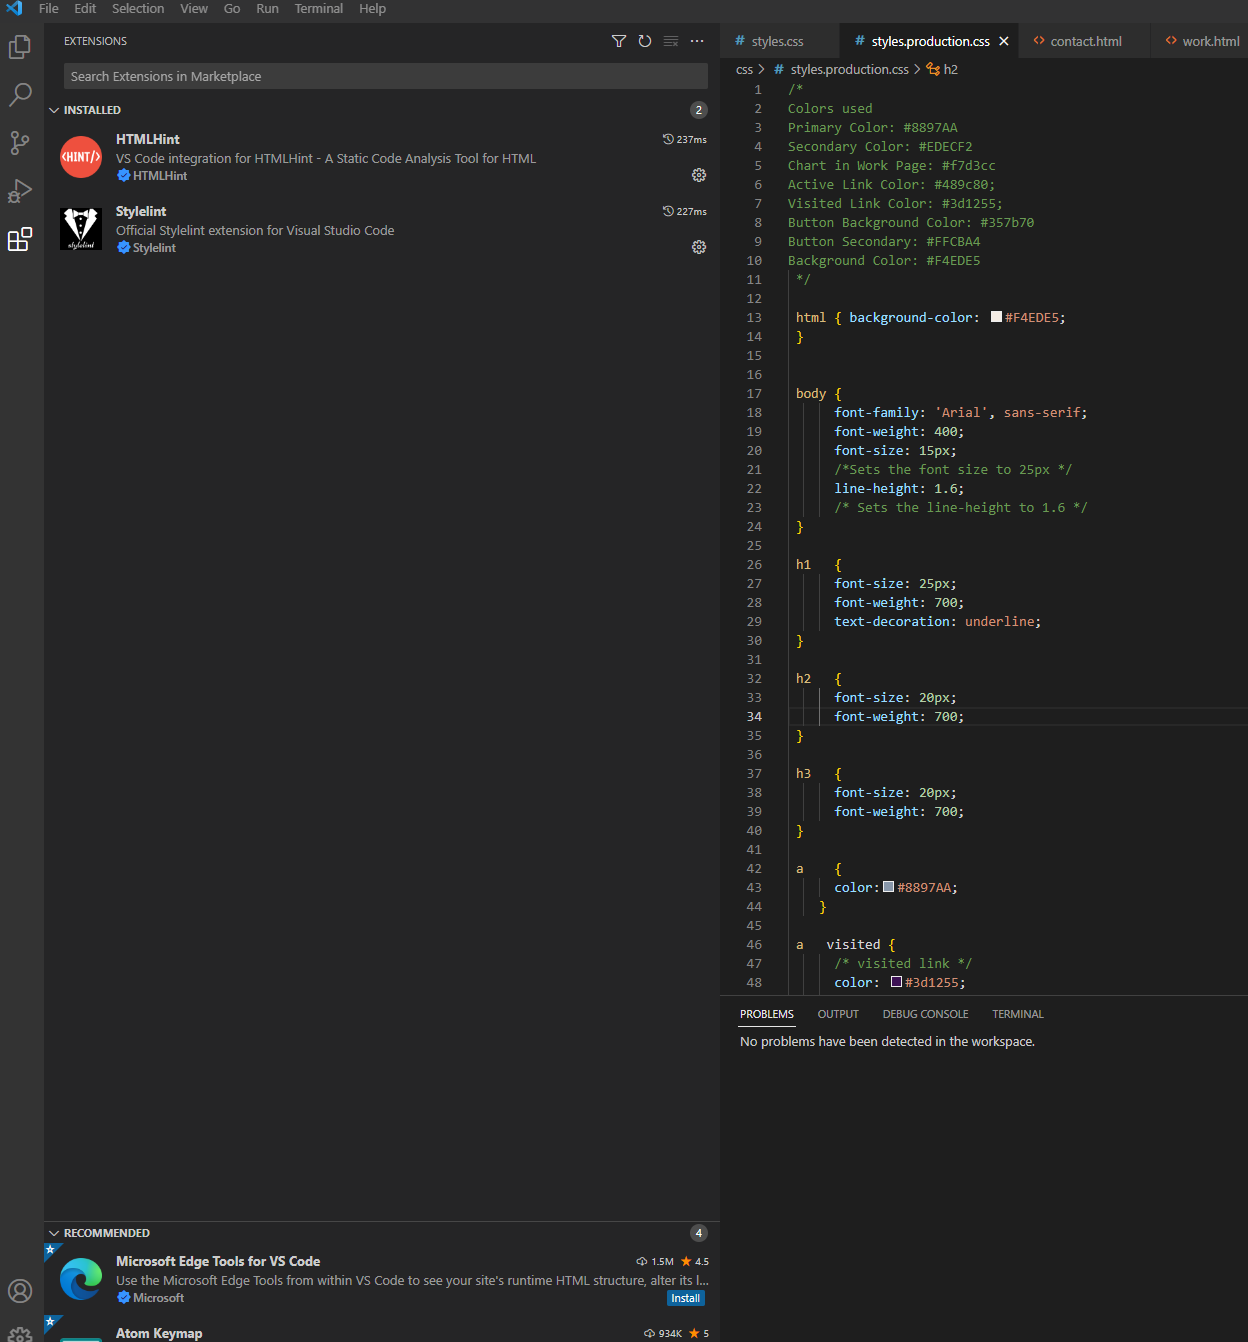 File Edit Selection View Go Run Terminal Help
EXTENSIONS
Search Extensions in Marketplace
INSTALLED 2
<HINT/>
HTMLHint 237ms
VS Code integration for HTMLHint - A Static Code Analysis Tool for HTML
HTMLHint
stylelint
Stylelint 227ms
Official Stylelint extension for Visual Studio Code
Stylelint
RECOMMENDED 4
Microsoft Edge Tools for VS Code 1.5M 4.5
Use the Microsoft Edge Tools from within VS Code to see your site's runtime HTML structure, alter its l...
Microsoft Install
Atom Keymap 934K 5
# styles.css # styles.production.css <> contact.html <> work.html
css > # styles.production.css > h2
1 /*
2 Colors used
3 Primary Color: #8897AA
4 Secondary Color: #EDECF2
5 Chart in Work Page: #f7d3cc
6 Active Link Color: #489c80;
7 Visited Link Color: #3d1255;
8 Button Background Color: #357b70
9 Button Secondary: #FFCBA4
10 Background Color: #F4EDE5
11 */
12
13 html { background-color: #F4EDE5;
14 }
15
16
17 body {
18 font-family: 'Arial', sans-serif;
19 font-weight: 400;
20 font-size: 15px;
21 /*Sets the font size to 25px */
22 line-height: 1.6;
23 /* Sets the line-height to 1.6 */
24 }
25
26 h1 {
27 font-size: 25px;
28 font-weight: 700;
29 text-decoration: underline;
30 }
31
32 h2 {
33 font-size: 20px;
34 font-weight: 700;
35 }
36
37 h3 {
38 font-size: 20px;
39 font-weight: 700;
40 }
41
42 a {
43 color: #8897AA;
44 }
45
46 a visited {
47 /* visited link */
48 color: #3d1255;
PROBLEMS OUTPUT DEBUG CONSOLE TERMINAL
No problems have been detected in the workspace.